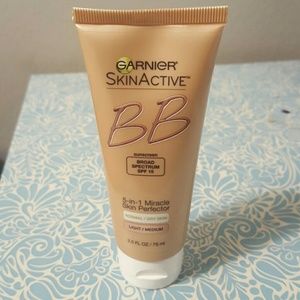 GARNIER
SKINACTIVE™
BB
sunscreen
BROAD
SPECTRUM
SPF 15
5-in-1 Miracle
Skin Perfector
NORMAL / DRY SKIN
LIGHT / MEDIUM
2.5 fl oz / 75 ml